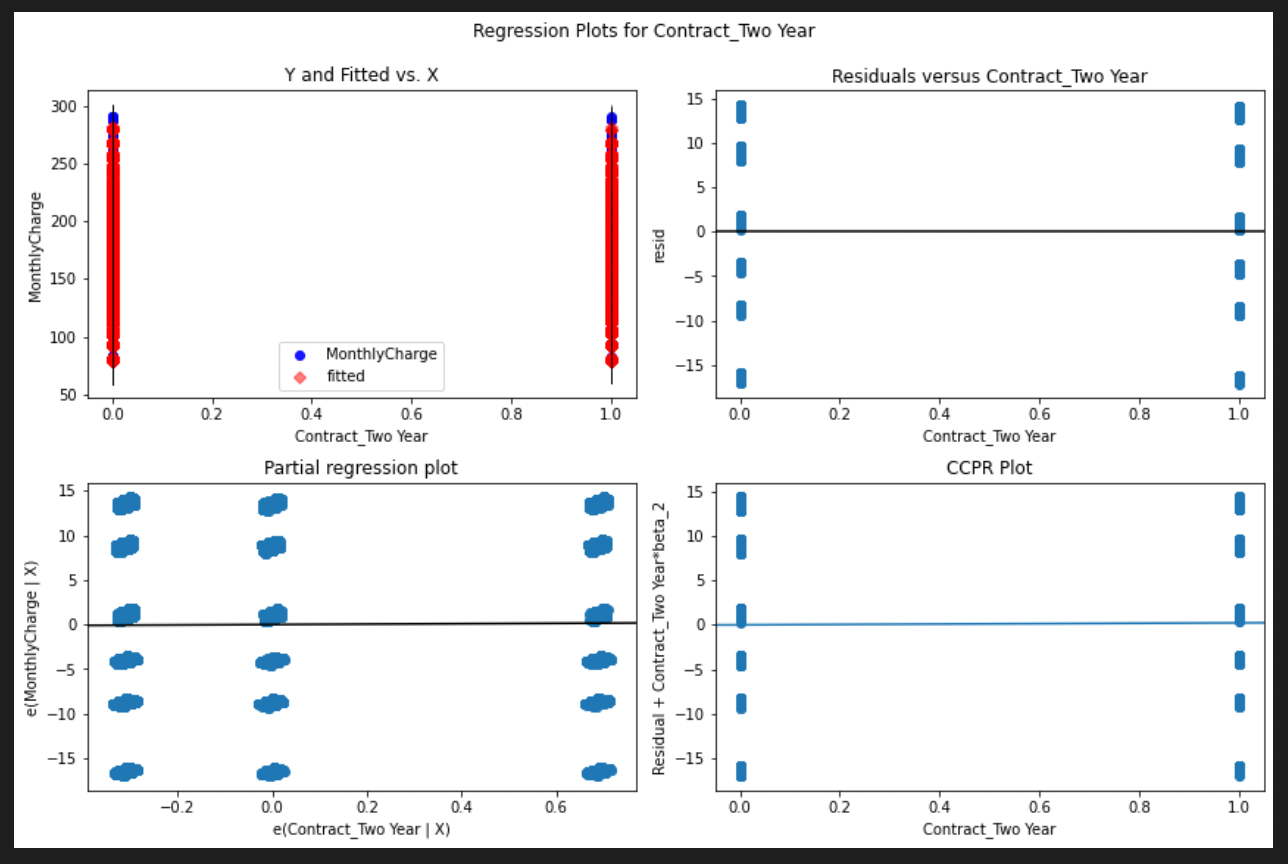 Regression Plots for Contract_Two Year
Y and Fitted vs. X
300
250
200
150
100
50
MonthlyCharge
MonthlyCharge
fitted
0.0 0.2 0.4 0.6 0.8 1.0
Contract_Two Year
Residuals versus Contract_Two Year
15
10
5
0
−5
−10
−15
resid
0.0 0.2 0.4 0.6 0.8 1.0
Contract_Two Year
Partial regression plot
15
10
5
0
−5
−10
−15
e(MonthlyCharge | X)
−0.2 0.0 0.2 0.4 0.6
e(Contract_Two Year | X)
CCPR Plot
15
10
5
0
−5
−10
−15
Residual + Contract_Two Year*beta_2
0.0 0.2 0.4 0.6 0.8 1.0
Contract_Two Year